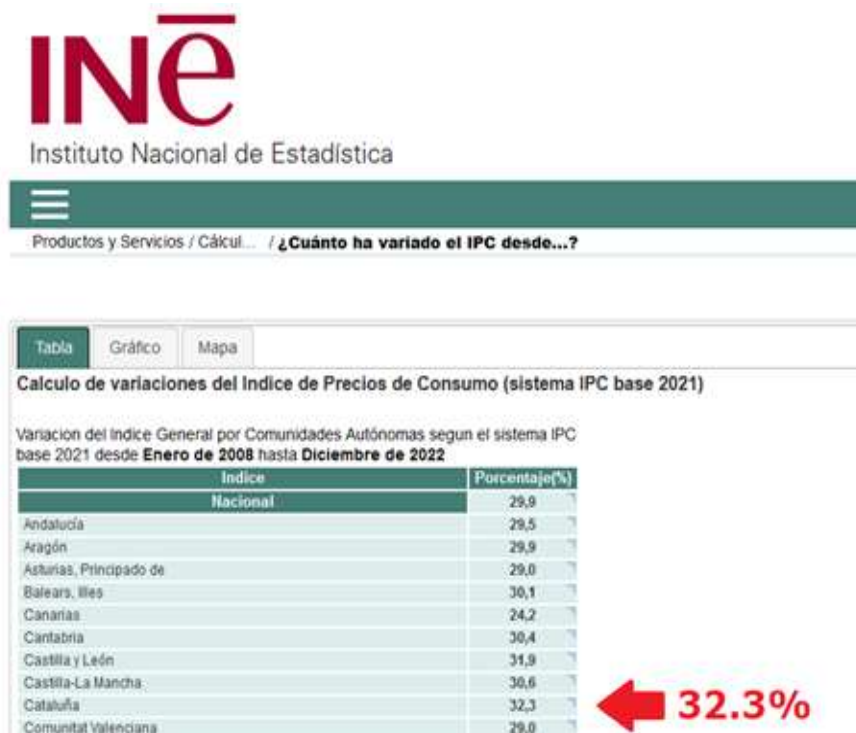 INe
Instituto Nacional de Estadística
Productos y Servicios / Cálcul... / ¿Cuánto ha variado el IPC desde...?
Tabla Gráfico Mapa
Calculo de variaciones del Indice de Precios de Consumo (sistema IPC base 2021)
Variacion del Indice General por Comunidades Autónomas segun el sistema IPC
base 2021 desde Enero de 2008 hasta Diciembre de 2022
Indice Porcentaje(%)
Nacional 29,9
Andalucía 29,5
Aragón 29,9
Asturias, Principado de 29,0
Balears, Illes 30,1
Canarias 24,2
Cantabria 30,4
Castilla y León 31,9
Castilla-La Mancha 30,6
Cataluña 32,3 32.3%
Comunitat Valenciana 29,0